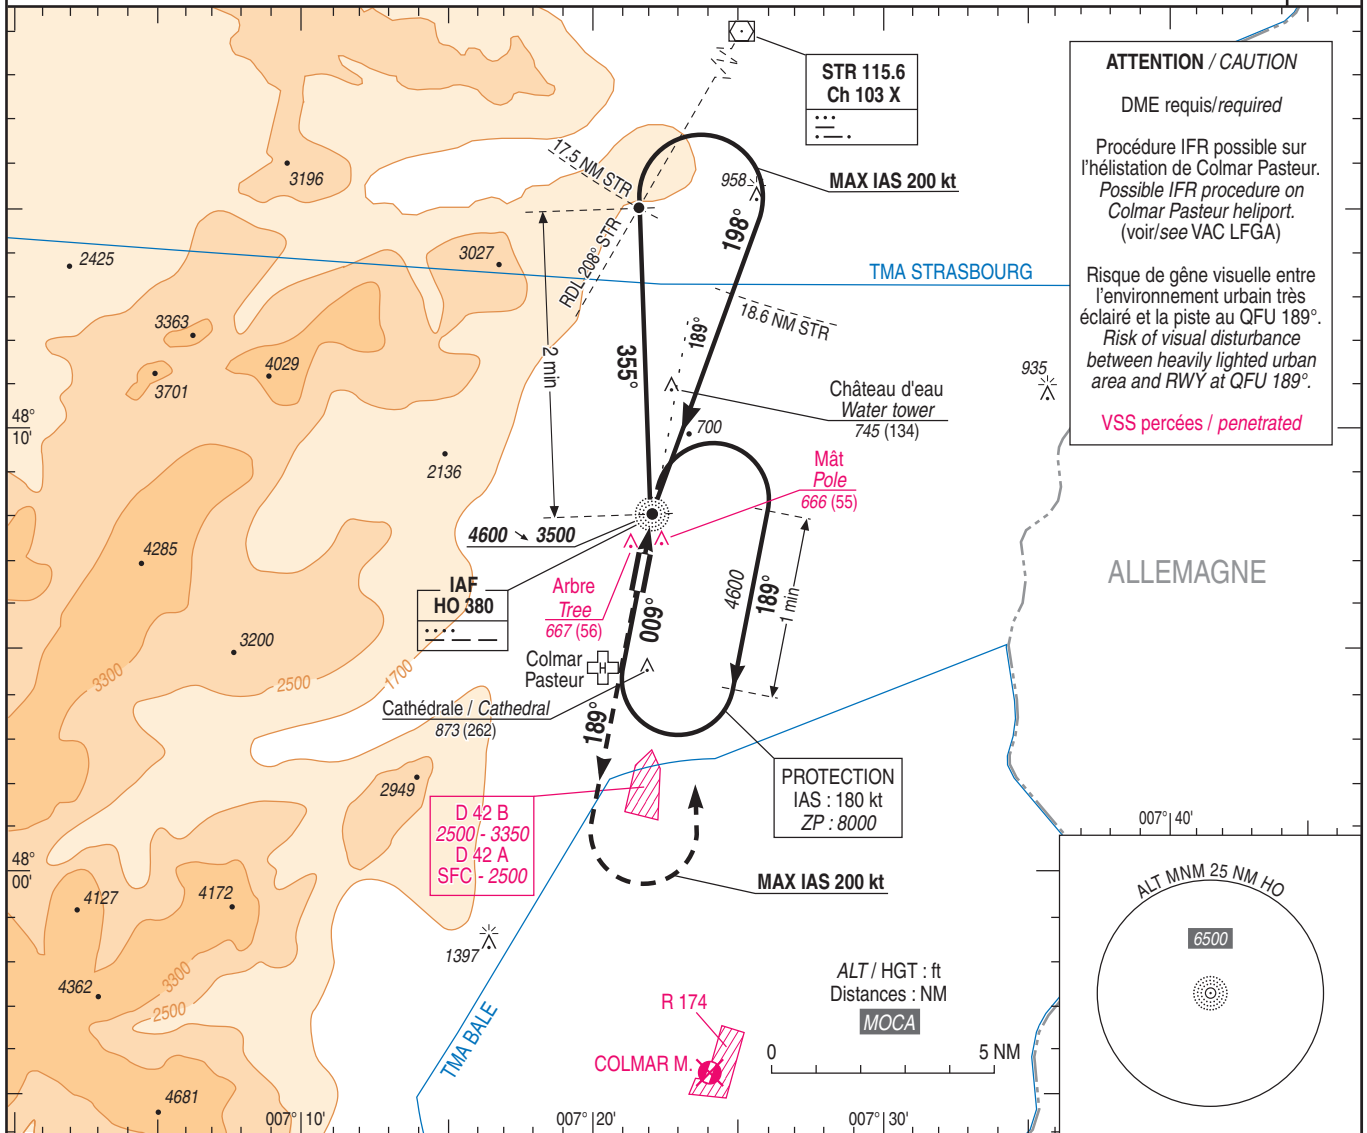 STR 115.6
Ch 103 X
ATTENTION / CAUTION
DME requis/required
Procédure IFR possible sur
l'hélistation de Colmar Pasteur.
Possible IFR procedure on
Colmar Pasteur heliport.
(voir/see VAC LFGA)
Risque de gêne visuelle entre
l'environnement urbain très
éclairé et la piste au QFU 189°.
Risk of visual disturbance
between heavily lighted urban
area and RWY at QFU 189°.
VSS percées / penetrated
17.5 NM STR
3196
958
MAX IAS 200 kt
198°
RDL 208° STR
2425
3027
TMA STRASBOURG
18.6 NM STR
3363
189°
2 min
355°
4029
3701
935
Château d'eau
Water tower
745 (134)
48°
10'
700
2136
Mât
Pole
666 (55)
4600 ↘ 3500
4285
ALLEMAGNE
IAF
HO 380
Arbre
Tree
667 (56)
009°
4600
189°
1 min
3200
Colmar
Pasteur
H
3300
2500
1700
Cathédrale / Cathedral
873 (262)
189°
2949
PROTECTION
IAS : 180 kt
ZP : 8000
D 42 B
2500 - 3350
D 42 A
SFC - 2500
007° 40'
48°
00'
MAX IAS 200 kt
4127
4172
ALT MNM 25 NM HO
6500
1397
4362
3300
2500
ALT / HGT : ft
Distances : NM
MOCA
R 174
0 5 NM
COLMAR M.
TMA BALE
4681
007° 10'
007° 20'
007° 30'